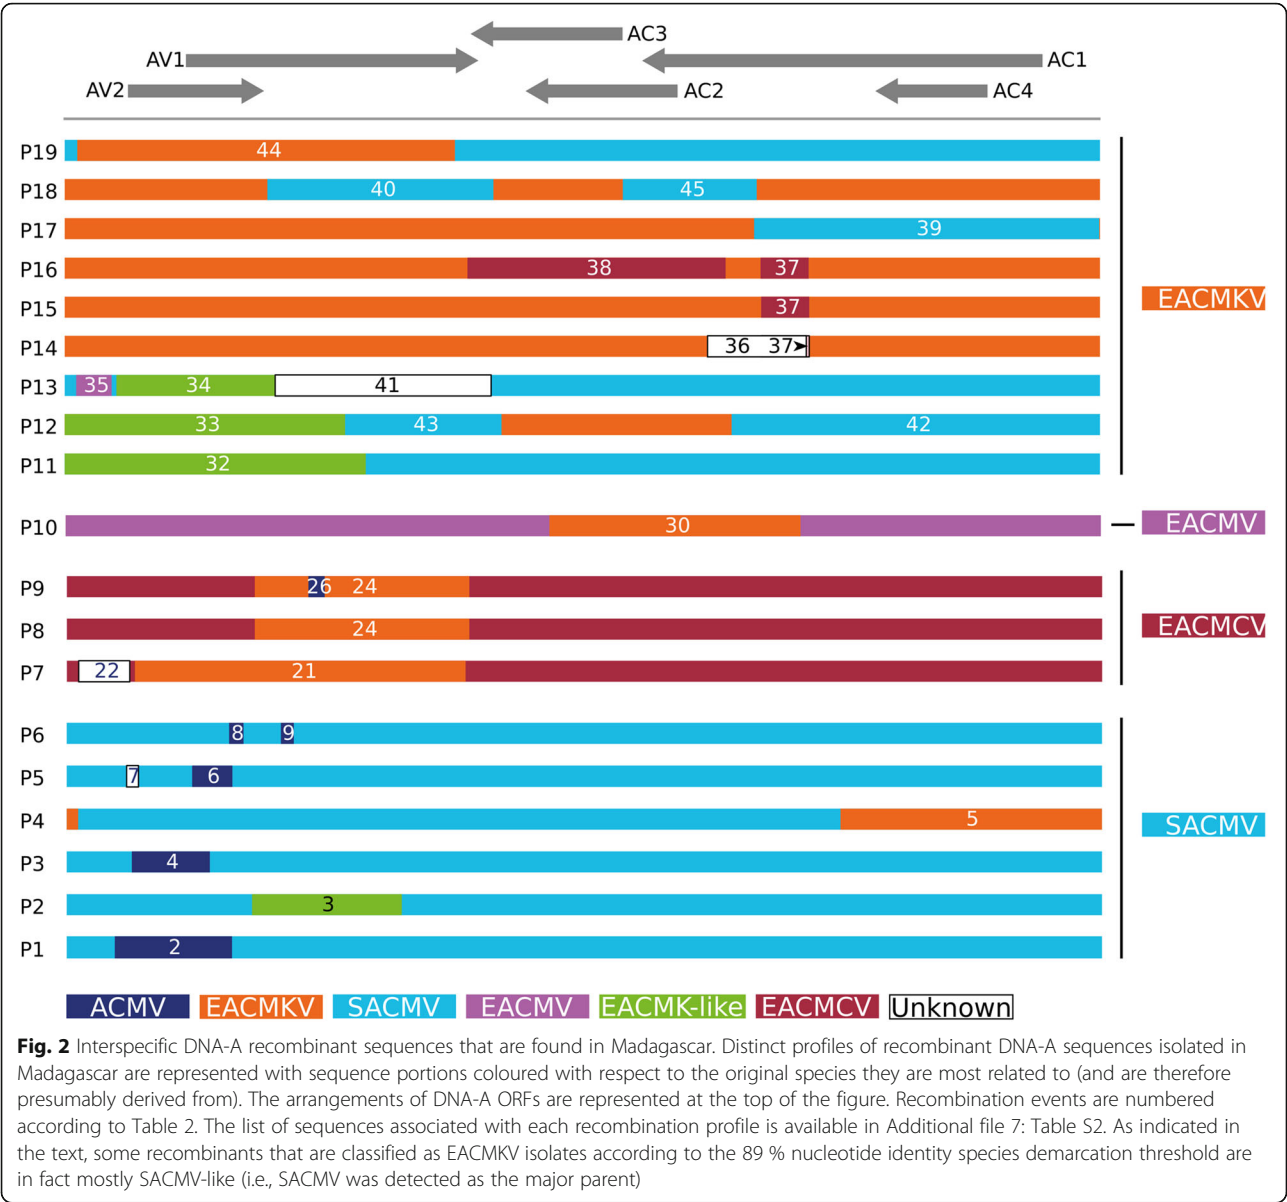 AC3
AV1 AC1
AV2 AC2 AC4
P19 44
P18 40 45
P17 39
P16 38 37
EACMKV
P15 37
P14 36 37
P13 35 34 41
P12 33 43 42
P11 32
P10 30 EACMV
P9 26 24
P8 24 EACMCV
P7 22 21
P6 8 9
P5 7 6
P4 5 SACMV
P3 4
P2 3
P1 2
ACMV EACMKV SACMV EACMV EACMK-like EACMCV Unknown
Fig. 2 Interspecific DNA-A recombinant sequences that are found in Madagascar. Distinct profiles of recombinant DNA-A sequences isolated in
Madagascar are represented with sequence portions coloured with respect to the original species they are most related to (and are therefore
presumably derived from). The arrangements of DNA-A ORFs are represented at the top of the figure. Recombination events are numbered
according to Table 2. The list of sequences associated with each recombination profile is available in Additional file 7: Table S2. As indicated in
the text, some recombinants that are classified as EACMKV isolates according to the 89 % nucleotide identity species demarcation threshold are
in fact mostly SACMV-like (i.e., SACMV was detected as the major parent)